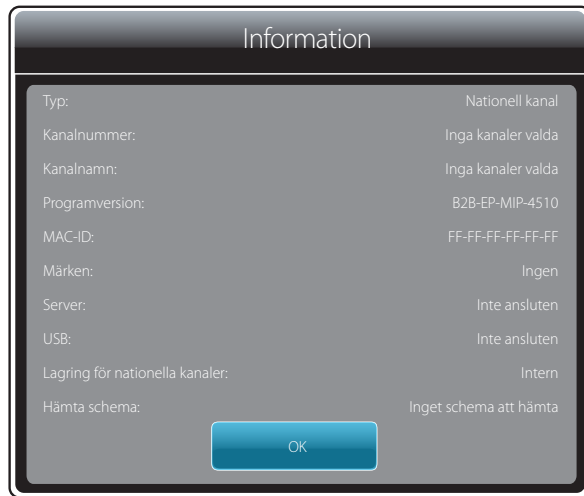 Information
Typ: Nationell kanal
Kanalnummer: Inga kanaler valda
Kanalnamn: Inga kanaler valda
Programversion: B2B-EP-MIP-4510
MAC-ID: FF-FF-FF-FF-FF-FF
Märken: Ingen
Server: Inte ansluten
USB: Inte ansluten
Lagring för nationella kanaler: Intern
Hämta schema: Inget schema att hämta
OK